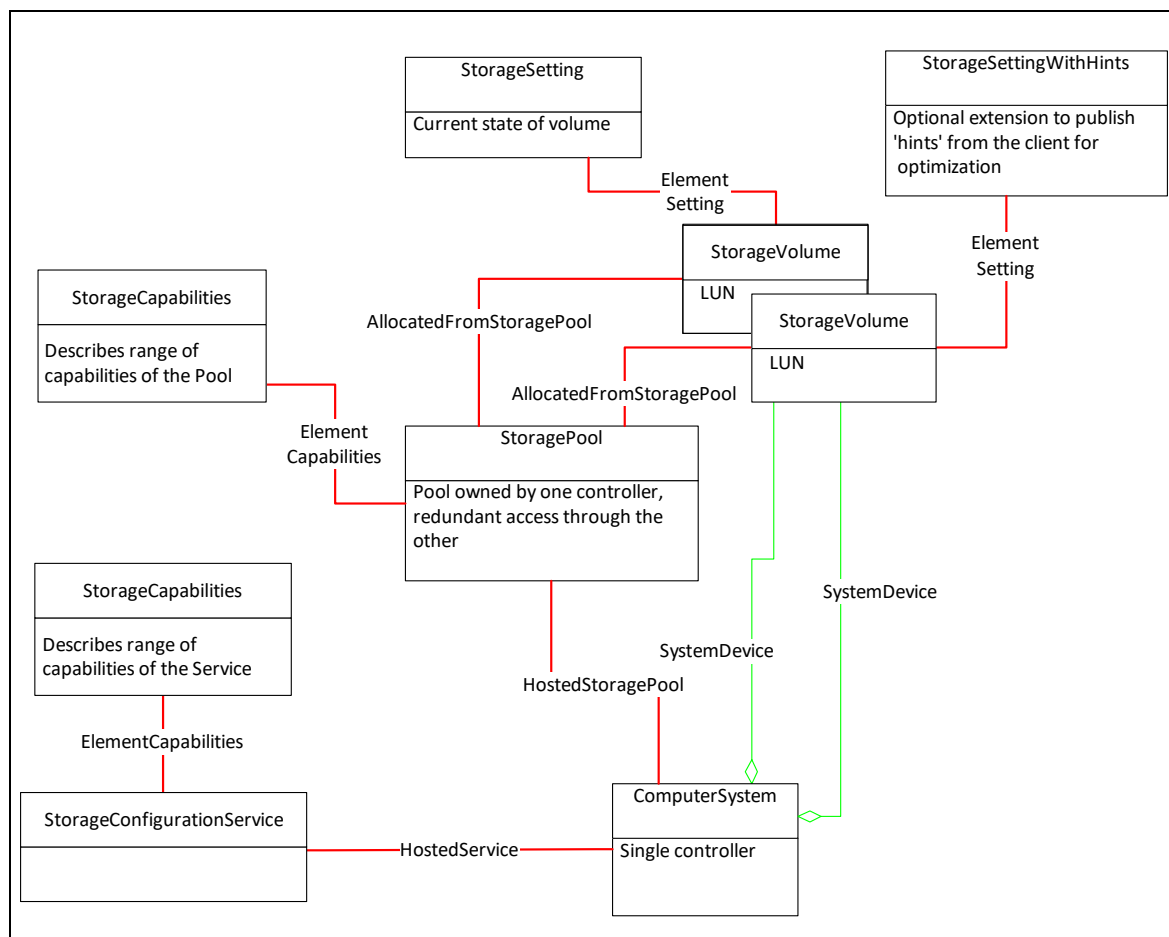 StorageSetting
Current state of volume
StorageSettingWithHints
Optional extension to publish
'hints' from the client for
optimization
Element
Setting
Element
Setting
StorageVolume
LUN
StorageVolume
LUN
StorageCapabilities
Describes range of
capabilities of the Pool
AllocatedFromStoragePool
AllocatedFromStoragePool
Element
Capabilities
StoragePool
Pool owned by one controller,
redundant access through the
other
StorageCapabilities
Describes range of
capabilities of the Service
SystemDevice
SystemDevice
HostedStoragePool
ElementCapabilities
StorageConfigurationService
HostedService
ComputerSystem
Single controller